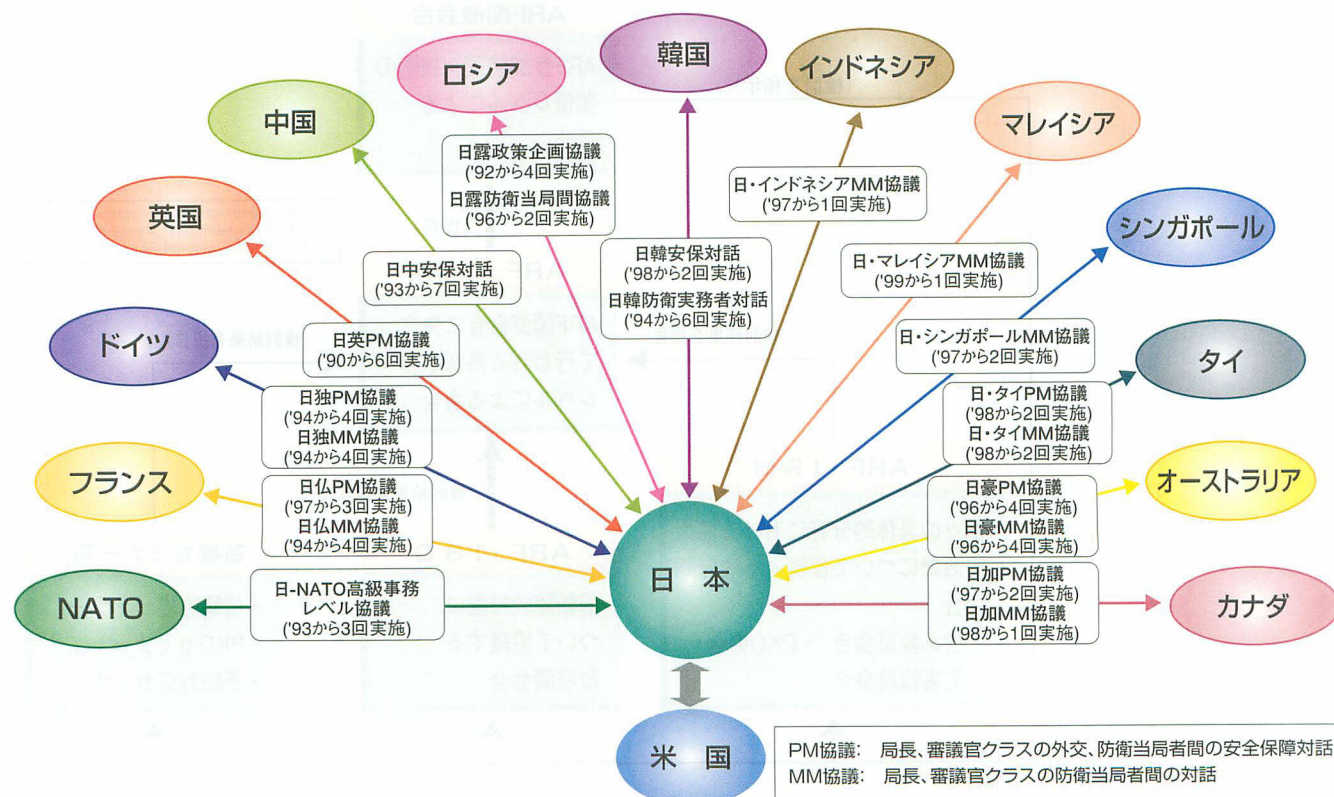 韓国
インドネシア
ロシア
マレイシア
中国
英国
シンガポール
ドイツ
タイ
フランス
オーストラリア
NATO
カナダ
日露政策企画協議
('92から4回実施)
日露防衛当局間協議
('96から2回実施)
日・インドネシアMM協議
('97から1回実施)
日中安保対話
('93から7回実施)
日韓安保対話
('98から2回実施)
日韓防衛実務者対話
('94から6回実施)
日・マレイシアMM協議
('99から1回実施)
日英PM協議
('90から6回実施)
日・シンガポールMM協議
('97から2回実施)
日独PM協議
('94から4回実施)
日独MM協議
('94から4回実施)
日・タイPM協議
('98から2回実施)
日・タイMM協議
('98から2回実施)
日仏PM協議
('97から3回実施)
日仏MM協議
('94から4回実施)
日豪PM協議
('96から4回実施)
日豪MM協議
('96から4回実施)
日-NATO高級事務
レベル協議
('93から3回実施)
日加PM協議
('97から2回実施)
日加MM協議
('98から1回実施)
日 本
米 国
PM協議: 局長、審議官クラスの外交、防衛当局者間の安全保障対話
MM協議: 局長、審議官クラスの防衛当局者間の対話